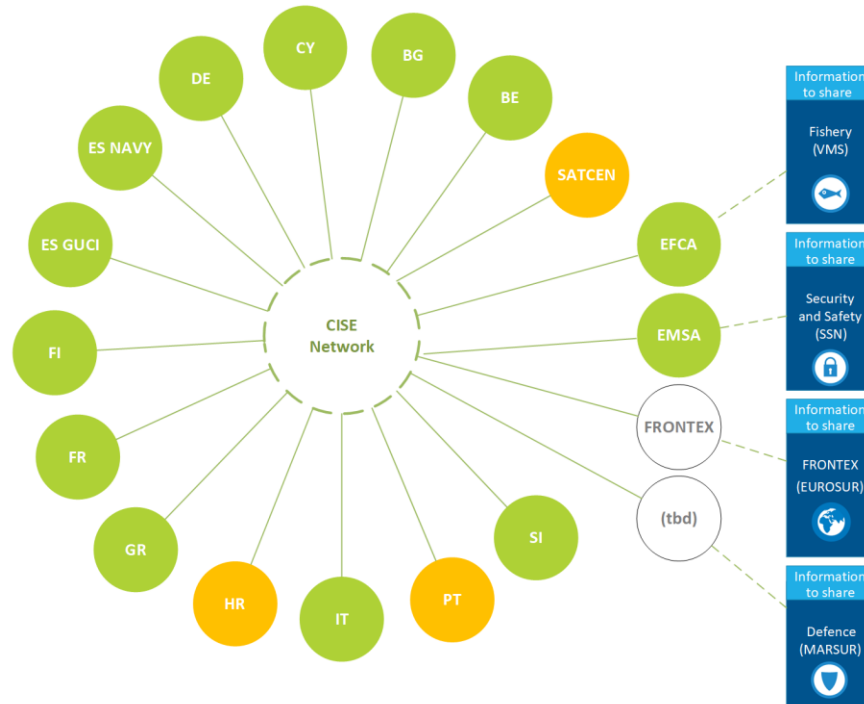 CY
BG
DE
BE
ES NAVY
SATCEN
ES GUCI
EFCA
CISE
Network
EMSA
FI
FRONTEX
FR
(tbd)
GR
SI
HR
IT
PT
Information
to share
Fishery
(VMS)
Information
to share
Security
and Safety
(SSN)
Information
to share
FRONTEX
(EUROSUR)
Information
to share
Defence
(MARSUR)